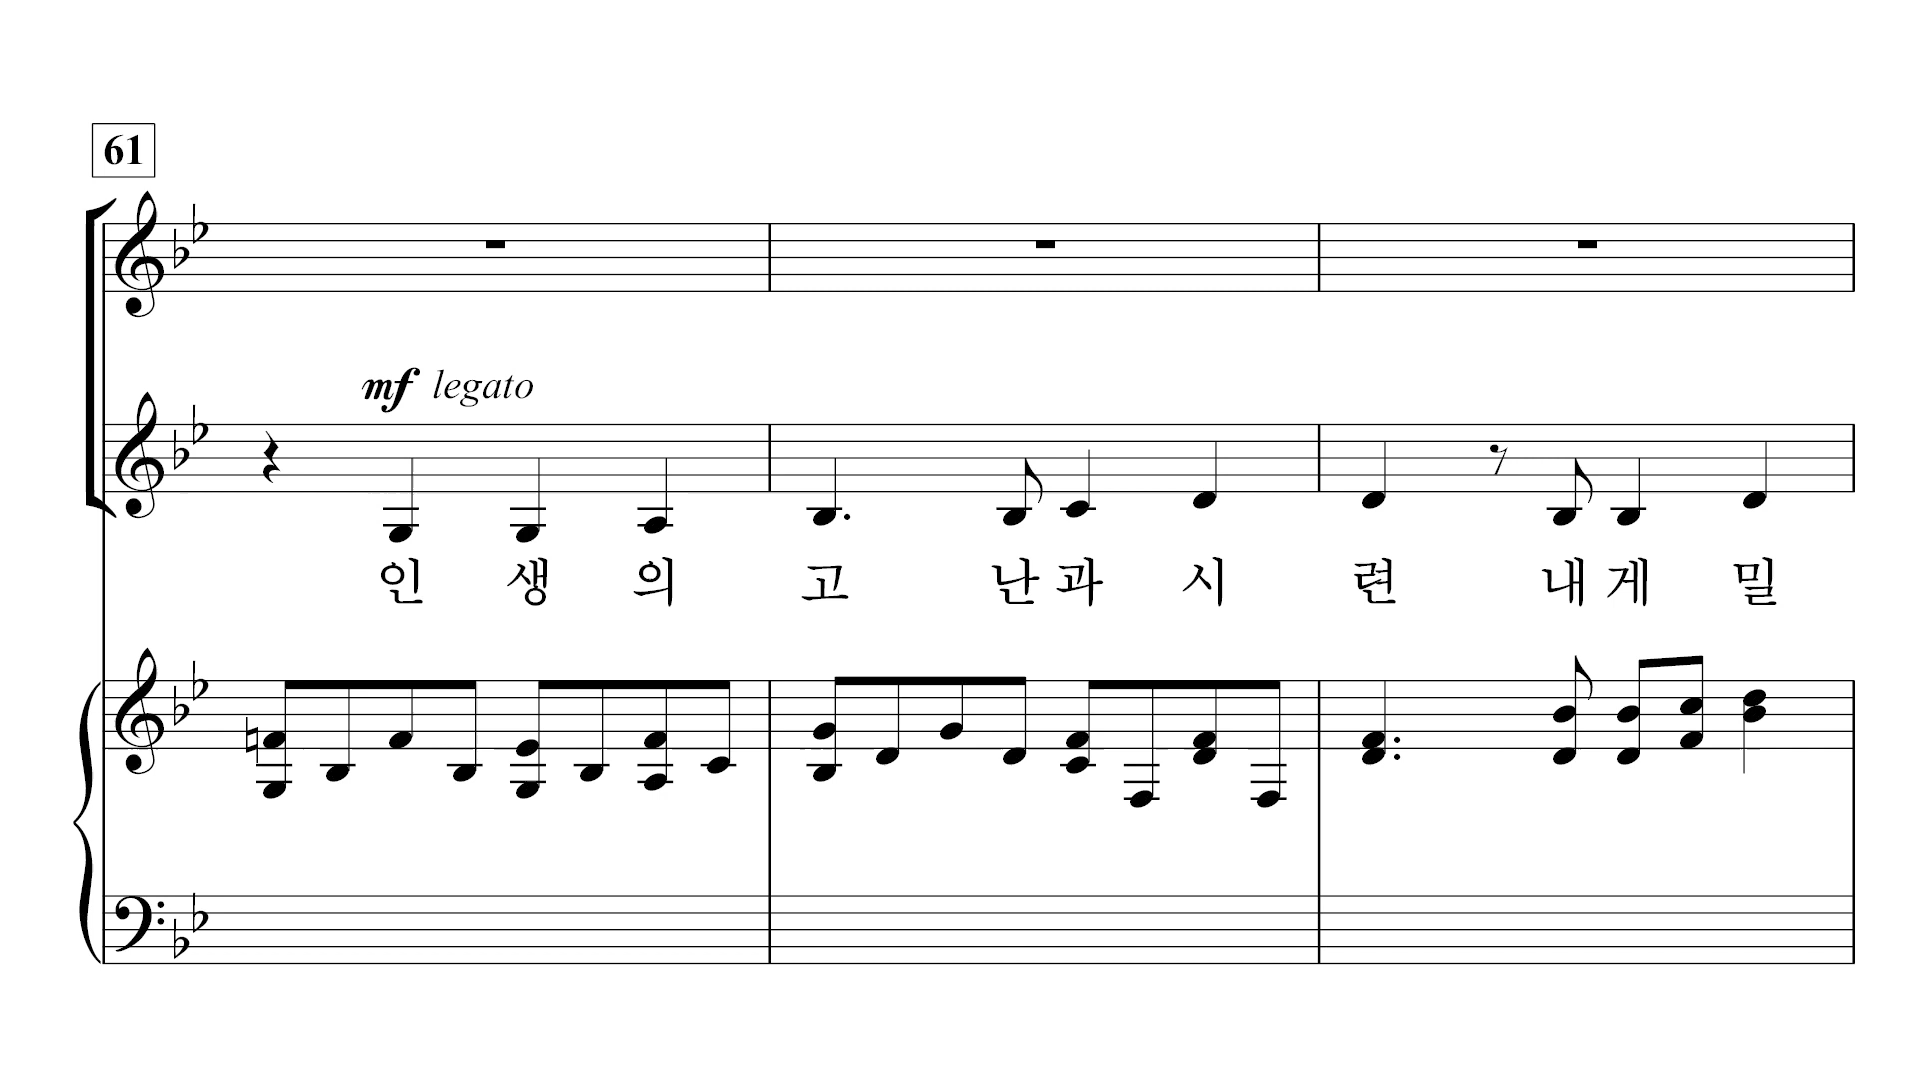 61
mf legato
인 생 의 고 난 과 시 련 내 게 밀